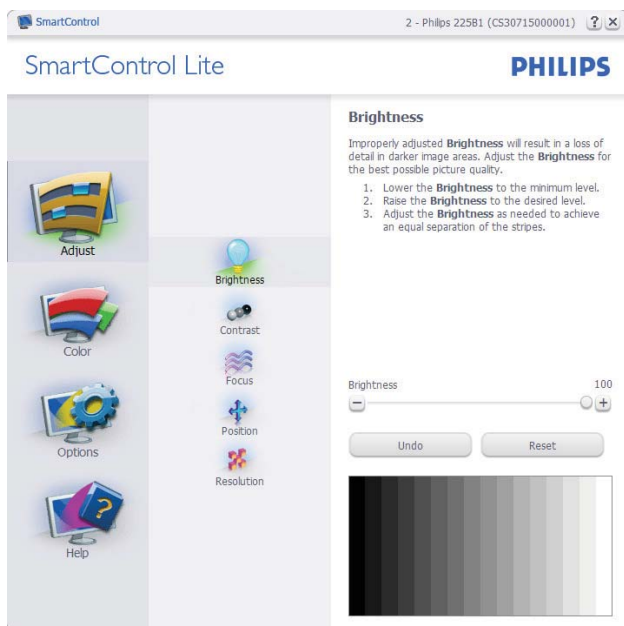 SmartControl
2 - Philips 225B1 (CS30715000001)
?
SmartControl Lite
PHILIPS
Adjust
Color
Options
?
Help
Brightness
Contrast
Focus
Position
Resolution
Brightness
Improperly adjusted Brightness will result in a loss of
detail in darker image areas. Adjust the Brightness for
the best possible picture quality.
1. Lower the Brightness to the minimum level.
2. Raise the Brightness to the desired level.
3. Adjust the Brightness as needed to achieve
an equal separation of the stripes.
Brightness 100
Undo
Reset